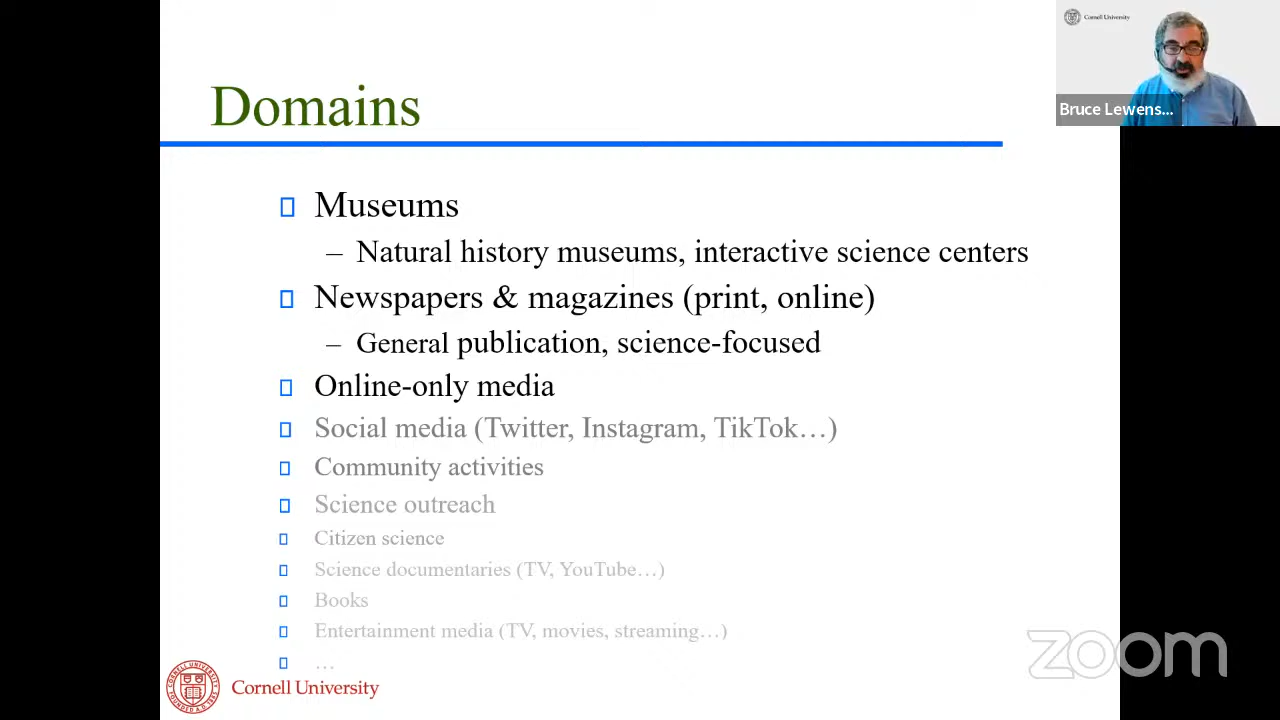 Cornell University
Bruce Lewens...
Domains
Museums
– Natural history museums, interactive science centers
Newspapers & magazines (print, online)
– General publication, science-focused
Online-only media
Social media (Twitter, Instagram, TikTok…)
Community activities
Science outreach
Citizen science
Science documentaries (TV, YouTube…)
Books
Entertainment media (TV, movies, streaming…)
…
Cornell University
zoom